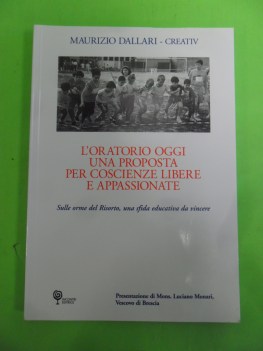 MAURIZIO DALLARI - CREATIV
L'ORATORIO OGGI
UNA PROPOSTA
PER COSCIENZE LIBERE
E APPASSIONATE
Sulle orme del Risorto, una sfida educativa da vincere
Presentazione di Mons. Luciano Monari,
Vescovo di Brescia